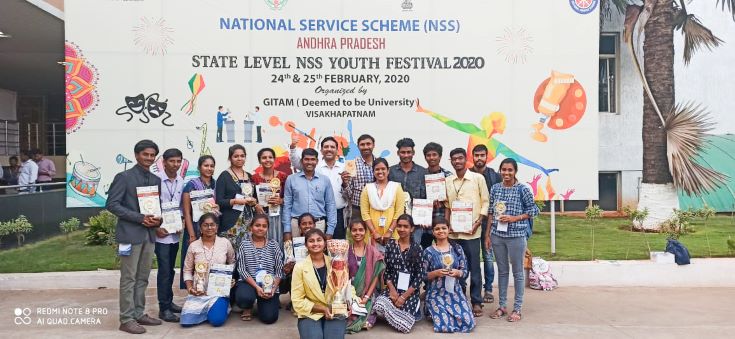 NATIONAL SERVICE SCHEME (NSS)
ANDHRA PRADESH
STATE LEVEL NSS YOUTH FESTIVAL 2020
24th & 25th FEBRUARY, 2020
Organized by
GITAM ( Deemed to be University )
VISAKHAPATNAM
REDMI NOTE 8 PRO
AI QUAD CAMERA